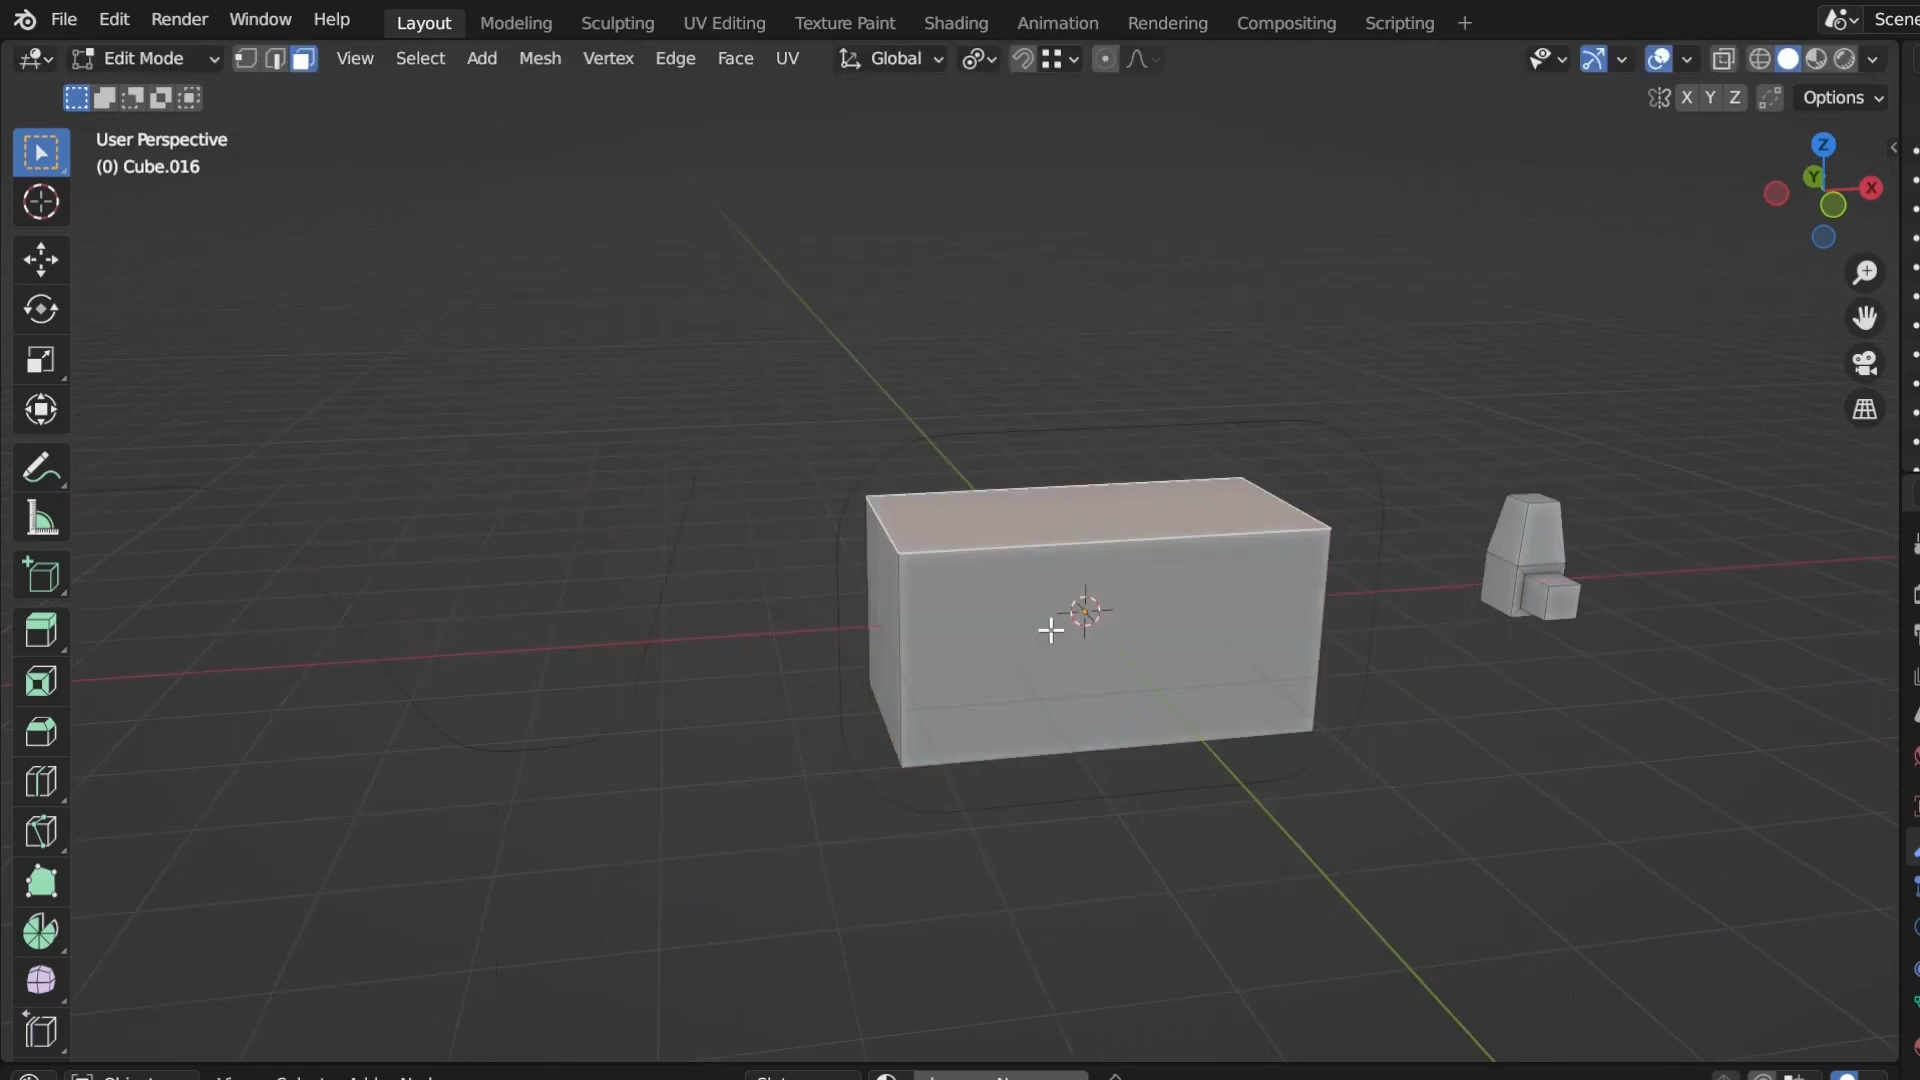 File Edit Render Window Help Layout Modeling Sculpting UV Editing Texture Paint Shading Animation Rendering Compositing Scripting + Scene
Edit Mode View Select Add Mesh Vertex Edge Face UV Global
X Y Z Options
User Perspective
(0) Cube.016
Z
Y
X